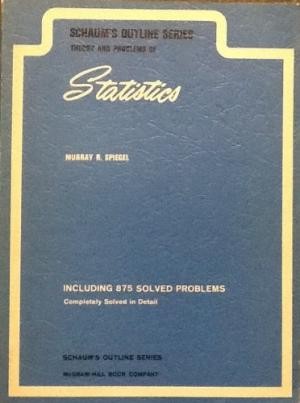 SCHAUM'S OUTLINE SERIES
THEORY AND PROBLEMS OF
Statistics
MURRAY R. SPIEGEL
INCLUDING 875 SOLVED PROBLEMS
Completely Solved in Detail
SCHAUM'S OUTLINE SERIES
McGRAW-HILL BOOK COMPANY